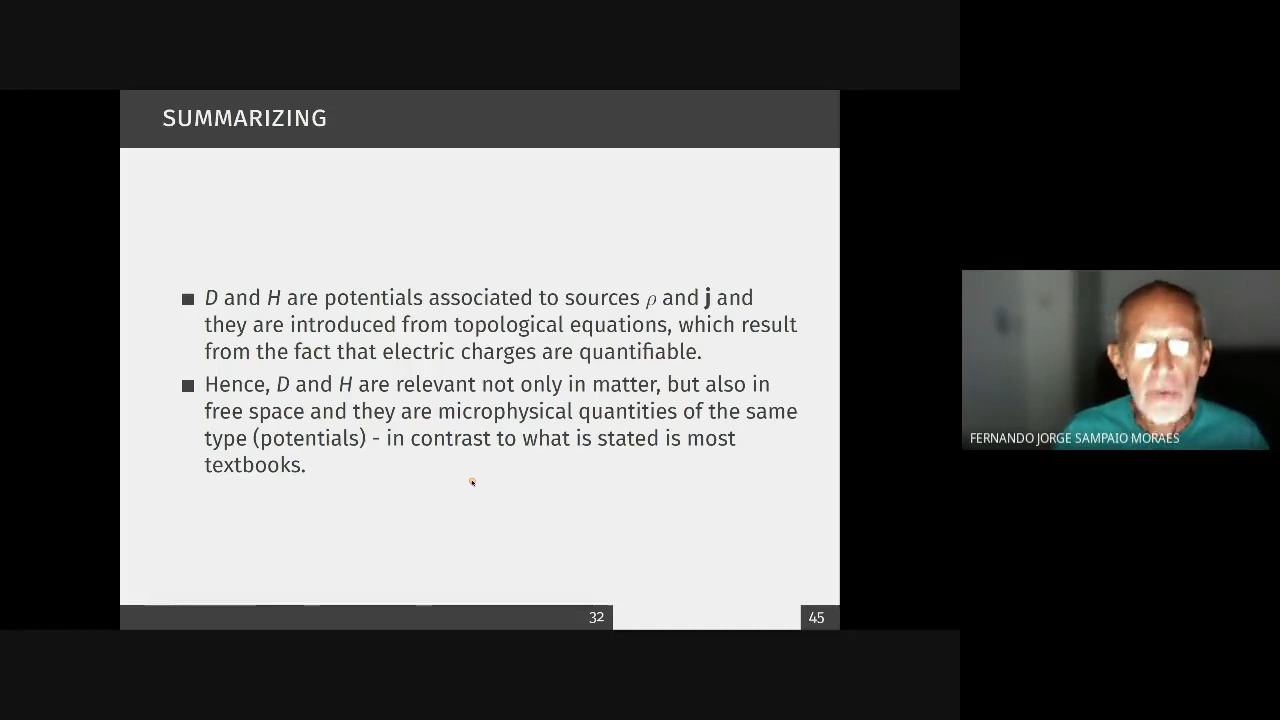 SUMMARIZING
■ D and H are potentials associated to sources ρ and j and
they are introduced from topological equations, which result
from the fact that electric charges are quantifiable.
■ Hence, D and H are relevant not only in matter, but also in
free space and they are microphysical quantities of the same
type (potentials) - in contrast to what is stated is most
textbooks.
32
45
FERNANDO JORGE SAMPAIO MORAES